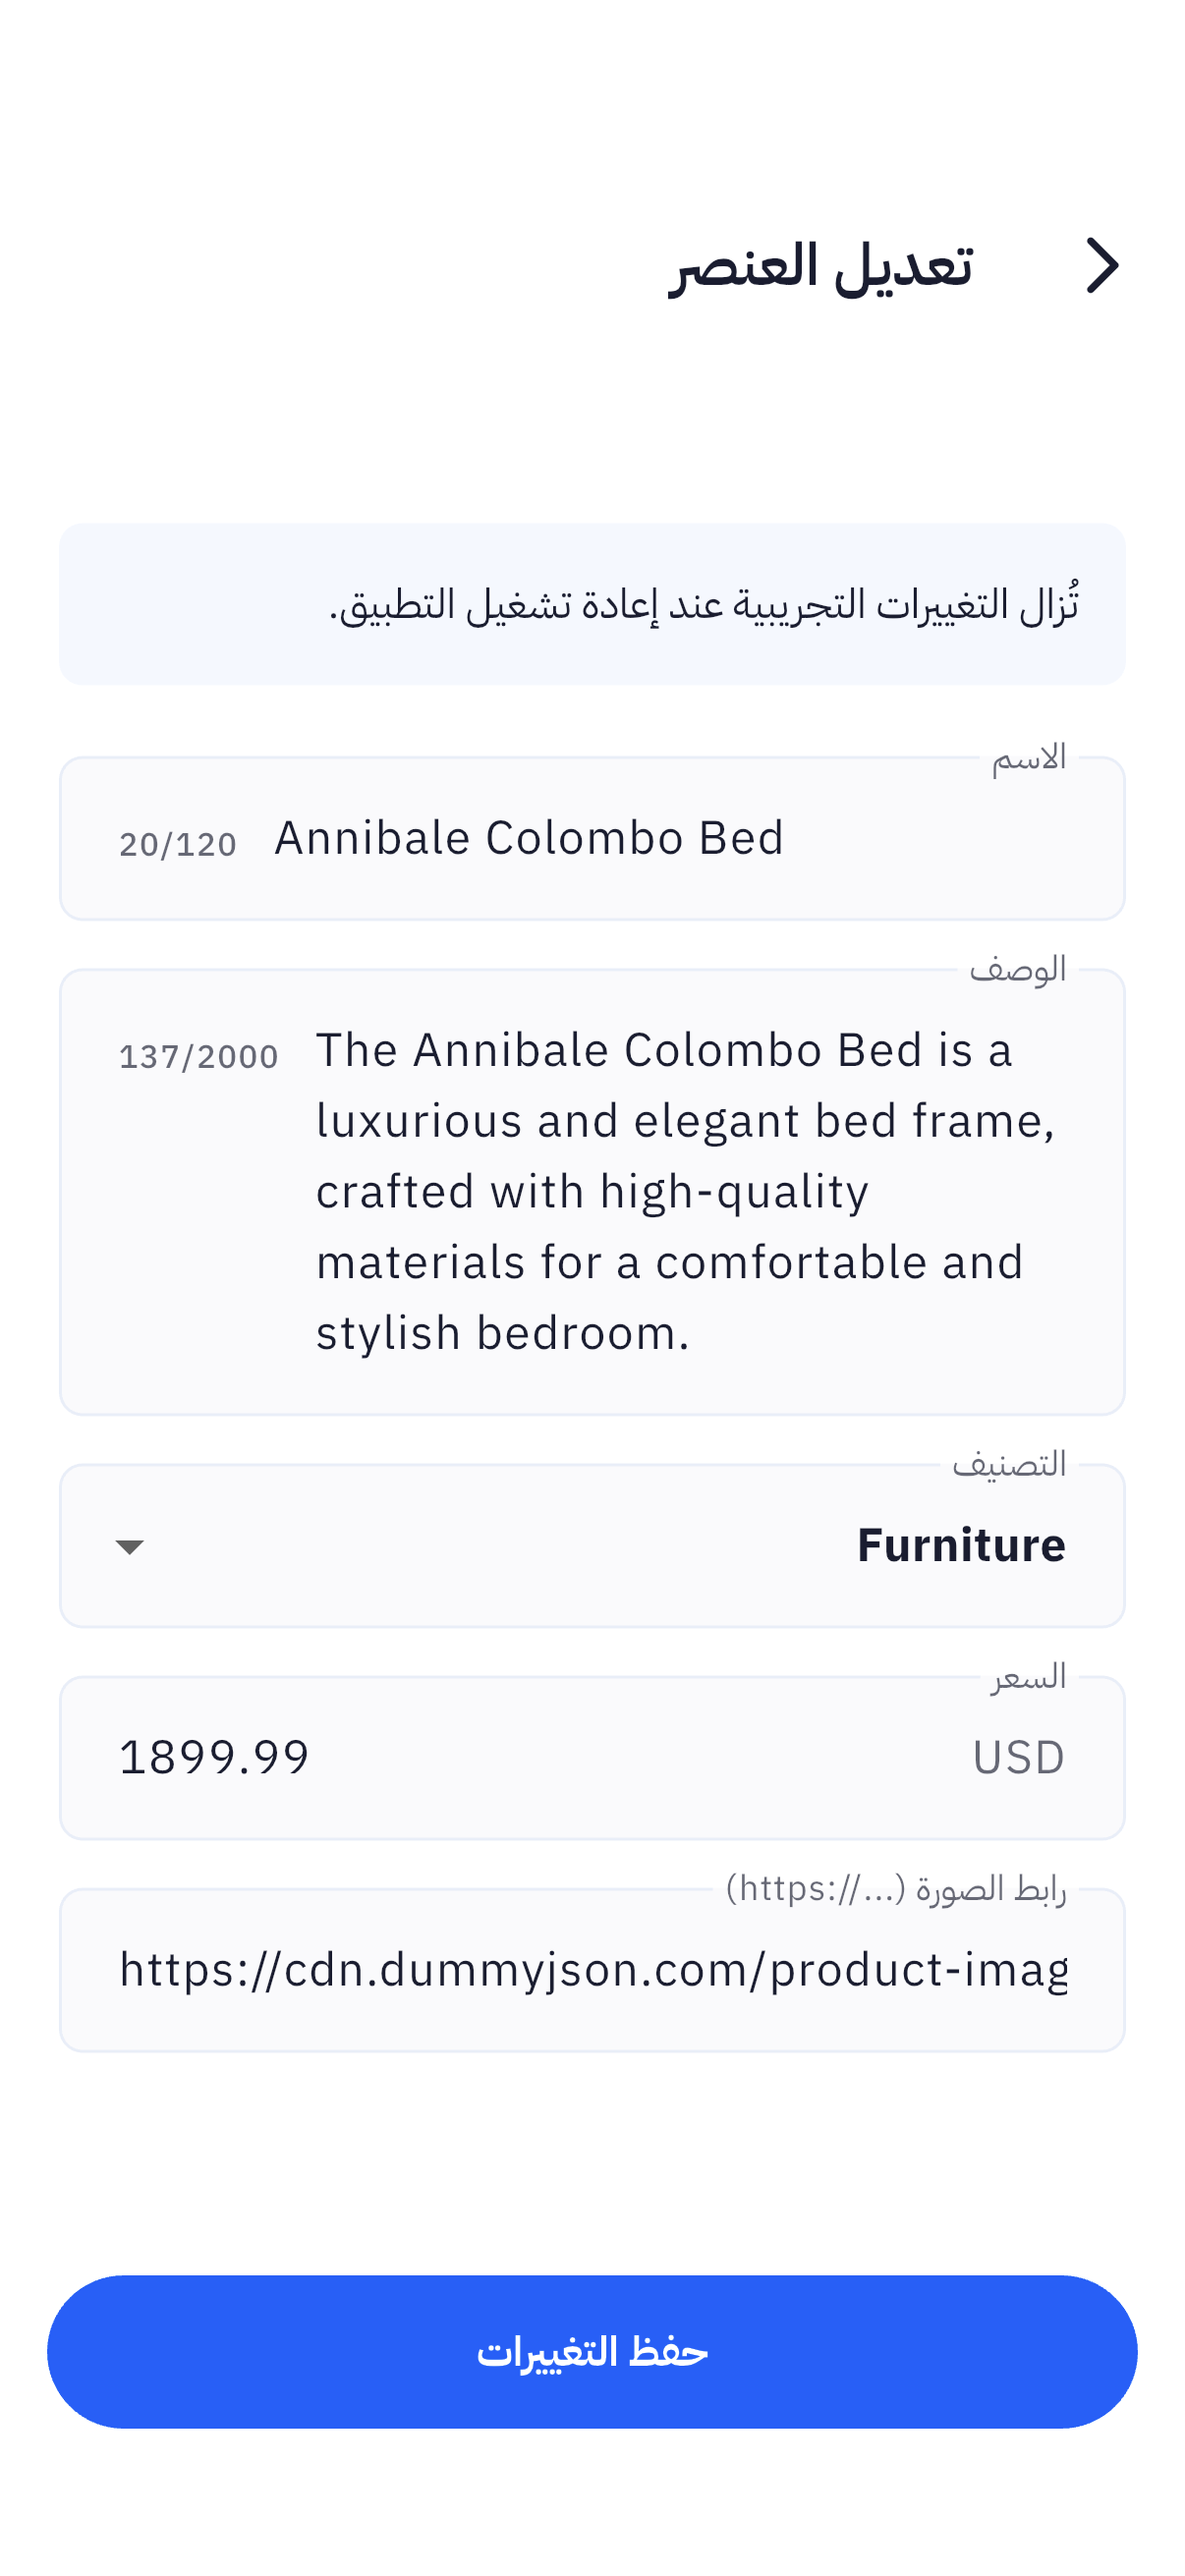 تعديل العنصر
تُزال التغييرات التجريبية عند إعادة تشغيل التطبيق.
الاسم
Annibale Colombo Bed
20/120
الوصف
The Annibale Colombo Bed is a
luxurious and elegant bed frame,
crafted with high-quality
materials for a comfortable and
stylish bedroom.
137/2000
التصنيف
Furniture
السعر
USD
1899.99
رابط الصورة (https://...)
https://cdn.dummyjson.com/product-imag
حفظ التغييرات